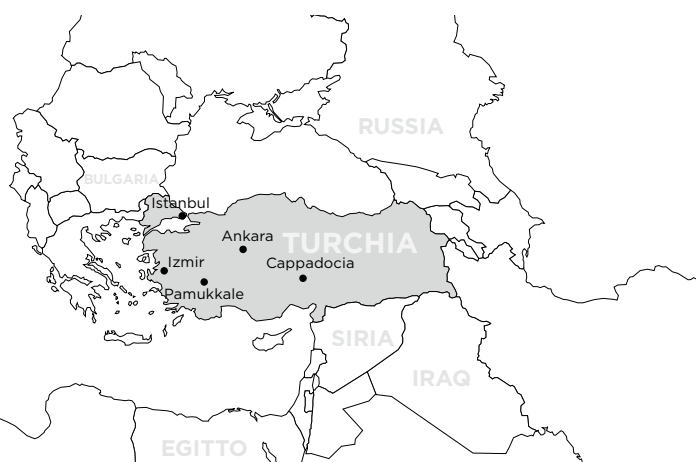 RUSSIA
BULGARIA
Istanbul
Ankara
TURCHIA
Izmir
Cappadocia
Pamukkale
SIRIA
IRAQ
EGITTO